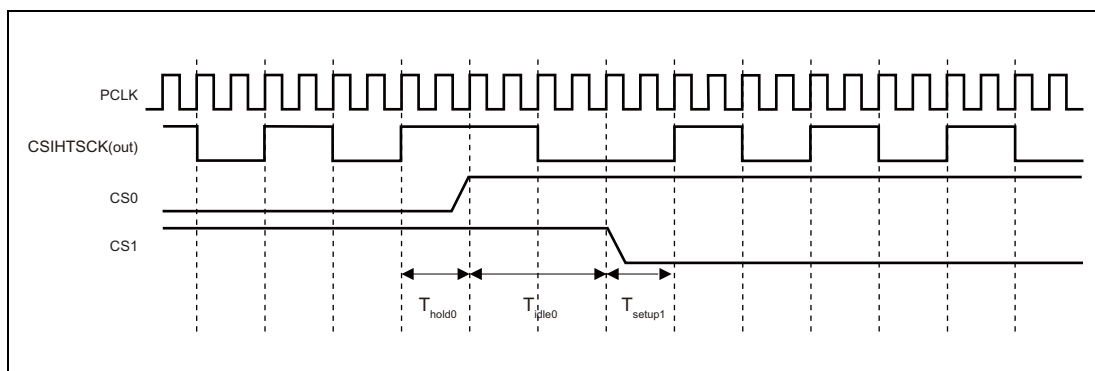 PCLK
CSIHTSCK(out)
CS0
CS1
Thold0 Tidle0 Tsetup1